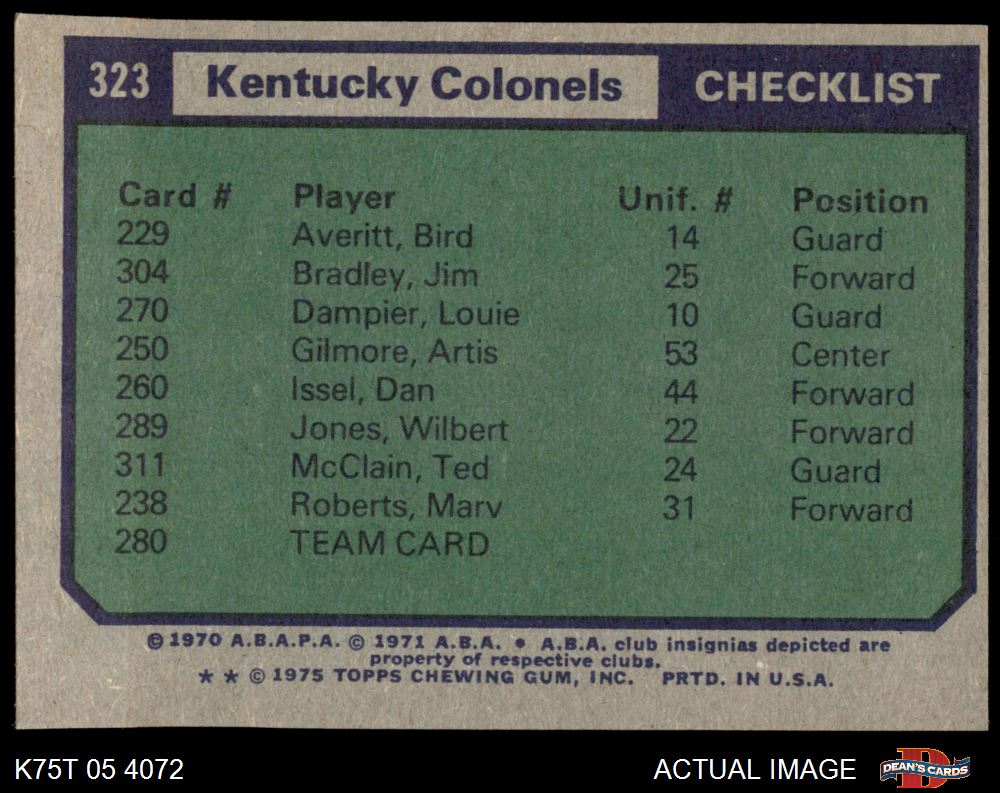 323 Kentucky Colonels CHECKLIST
Card # Player Unif. # Position
229 Averitt, Bird 14 Guard
304 Bradley, Jim 25 Forward
270 Dampier, Louie 10 Guard
250 Gilmore, Artis 53 Center
260 Issel, Dan 44 Forward
289 Jones, Wilbert 22 Forward
311 McClain, Ted 24 Guard
238 Roberts, Marv 31 Forward
280 TEAM CARD
© 1970 A.B.A.P.A. © 1971 A.B.A. • A.B.A. club insignias depicted are
property of respective clubs.
* * © 1975 TOPPS CHEWING GUM, INC. PRTD. IN U.S.A.
K75T 05 4072 ACTUAL IMAGE D DEAN'S CARDS